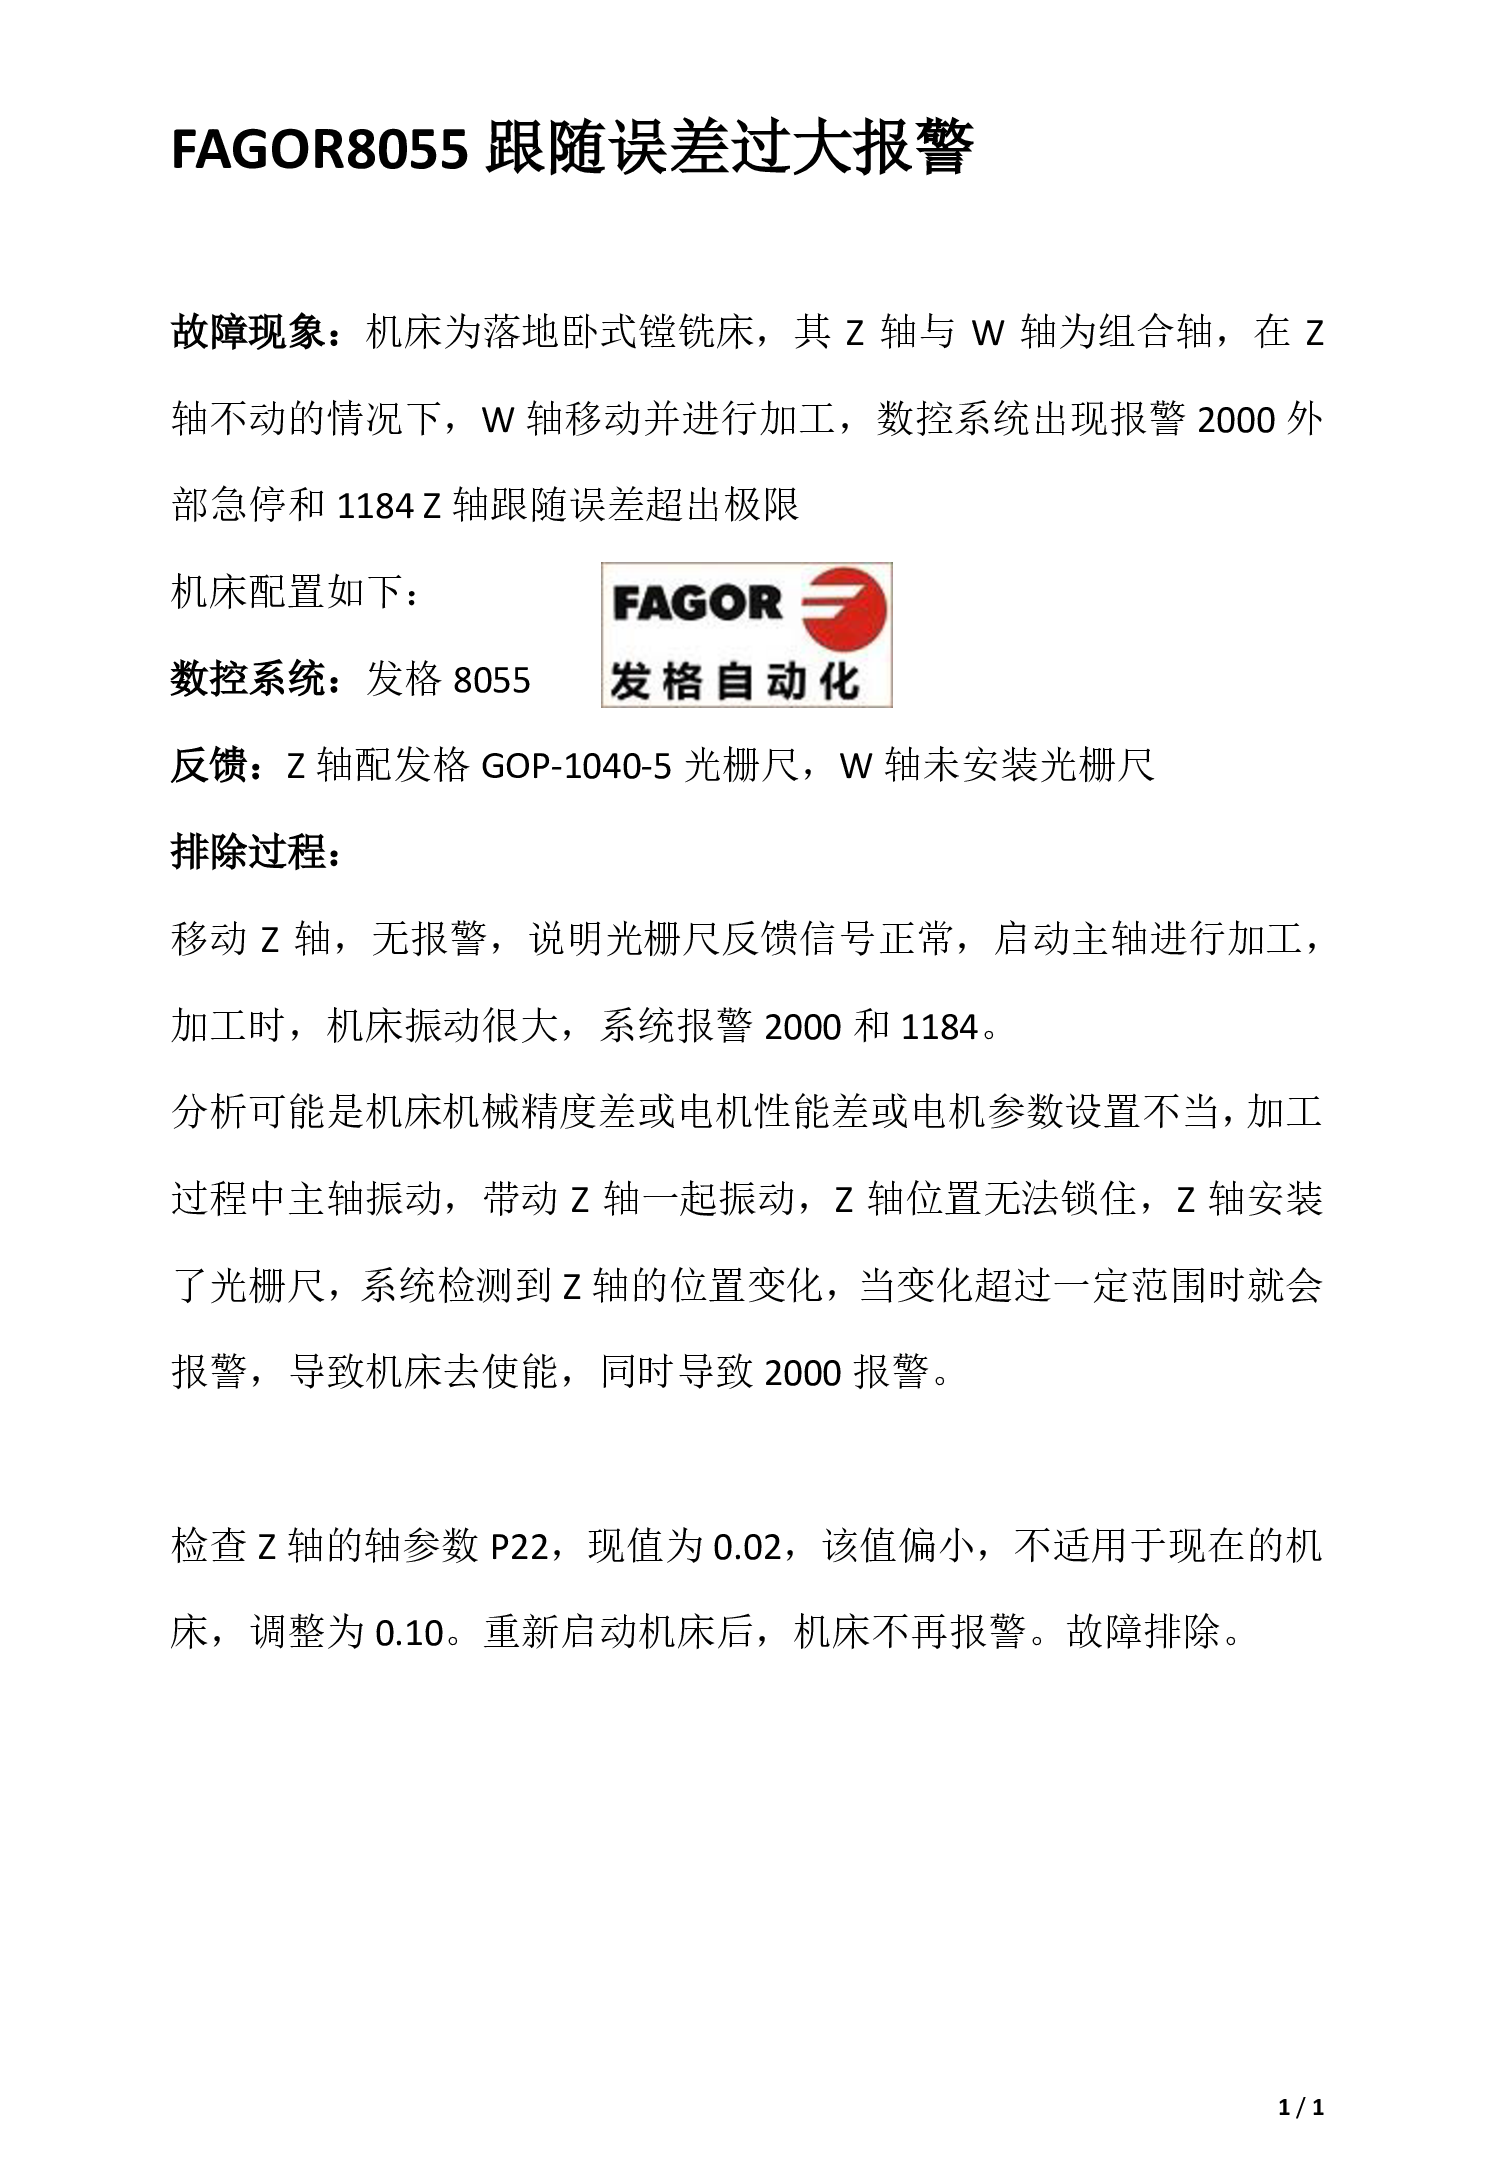 FAGOR8055 跟随误差过大报警
故障现象：机床为落地卧式镗铣床，其 Z 轴与 W 轴为组合轴，在 Z
轴不动的情况下，W 轴移动并进行加工，数控系统出现报警 2000 外
部急停和 1184 Z 轴跟随误差超出极限
机床配置如下：
FAGOR
发格自动化
数控系统：发格 8055
反馈：Z 轴配发格 GOP-1040-5 光栅尺，W 轴未安装光栅尺
排除过程：
移动 Z 轴，无报警，说明光栅尺反馈信号正常，启动主轴进行加工，
加工时，机床振动很大，系统报警 2000 和 1184。
分析可能是机床机械精度差或电机性能差或电机参数设置不当，加工
过程中主轴振动，带动 Z 轴一起振动，Z 轴位置无法锁住，Z 轴安装
了光栅尺，系统检测到 Z 轴的位置变化，当变化超过一定范围时就会
报警，导致机床去使能，同时导致 2000 报警。
检查 Z 轴的轴参数 P22，现值为 0.02，该值偏小，不适用于现在的机
床，调整为 0.10。重新启动机床后，机床不再报警。故障排除。
1 / 1